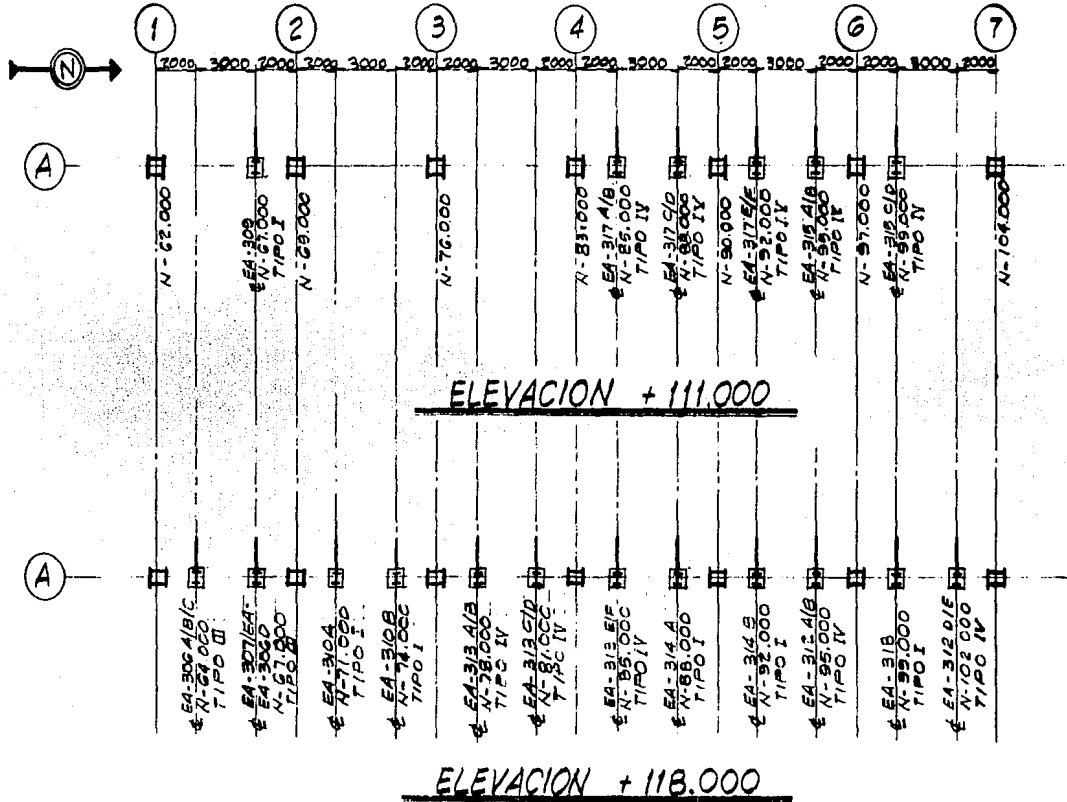 1 2 3 4 5 6 7
N
2000 3000 2000 2000 3000 2000 2000 3000 2000 2000 3000 2000 2000 3000 2000 2000 3000 2000
A
N-62.000
EA-309
N-67.000
TIPO I
N-69.000
N-76.000
N-83.000
EA-317 A/B
N-85.000
TIPO IV
EA-317 C/D
N-88.000
TIPO IV
N-90.000
EA-317 E/F
N-92.000
TIPO IV
EA-315 A/B
N-95.000
TIPO IV
N-97.000
EA-315 C/D
N-99.000
TIPO IV
N-104.000
ELEVACION + 111.000
A
EA-306 A/B/C
N-64.000
TIPO III
EA-307/EA-
EA-306D
N-67.000
TIPO
EA-310A
N-71.000
TIPO I
EA-310B
N-74.000
TIPO I
EA-313 A/B
N-78.000
TIPO IV
EA-313 C/D
N-81.000
TIPO IV
EA-313 E/F
N-85.000
TIPO IV
EA-314 A
N-88.000
TIPO I
EA-314 B
N-92.000
TIPO I
EA-312 A/B
N-95.000
TIPO IV
EA-318
N-99.000
TIPO I
EA-312 D/E
N-102.000
TIPO IV
ELEVACION + 118.000